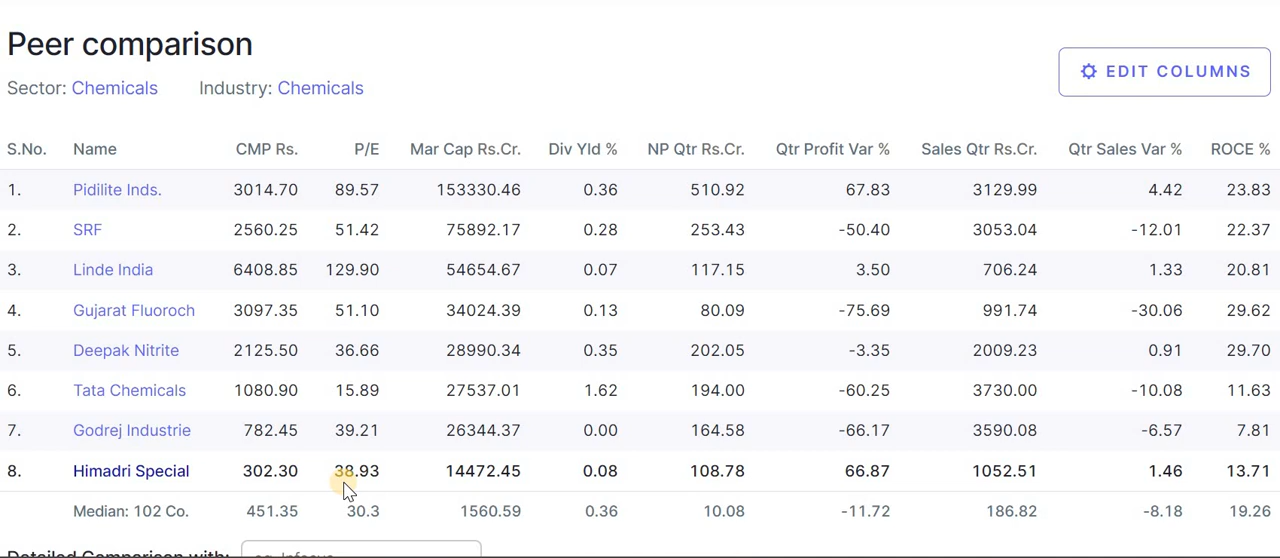 Peer comparison
Sector: Chemicals Industry: Chemicals
EDIT COLUMNS
S.No. Name CMP Rs. P/E Mar Cap Rs.Cr. Div Yld % NP Qtr Rs.Cr. Qtr Profit Var % Sales Qtr Rs.Cr. Qtr Sales Var % ROCE %
1. Pidilite Inds. 3014.70 89.57 153330.46 0.36 510.92 67.83 3129.99 4.42 23.83
2. SRF 2560.25 51.42 75892.17 0.28 253.43 -50.40 3053.04 -12.01 22.37
3. Linde India 6408.85 129.90 54654.67 0.07 117.15 3.50 706.24 1.33 20.81
4. Gujarat Fluoroch 3097.35 51.10 34024.39 0.13 80.09 -75.69 991.74 -30.06 29.62
5. Deepak Nitrite 2125.50 36.66 28990.34 0.35 202.05 -3.35 2009.23 0.91 29.70
6. Tata Chemicals 1080.90 15.89 27537.01 1.62 194.00 -60.25 3730.00 -10.08 11.63
7. Godrej Industrie 782.45 39.21 26344.37 0.00 164.58 -66.17 3590.08 -6.57 7.81
8. Himadri Special 302.30 38.93 14472.45 0.08 108.78 66.87 1052.51 1.46 13.71
Median: 102 Co. 451.35 30.3 1560.59 0.36 10.08 -11.72 186.82 -8.18 19.26
Detailed Comparison with: eg. Infosys